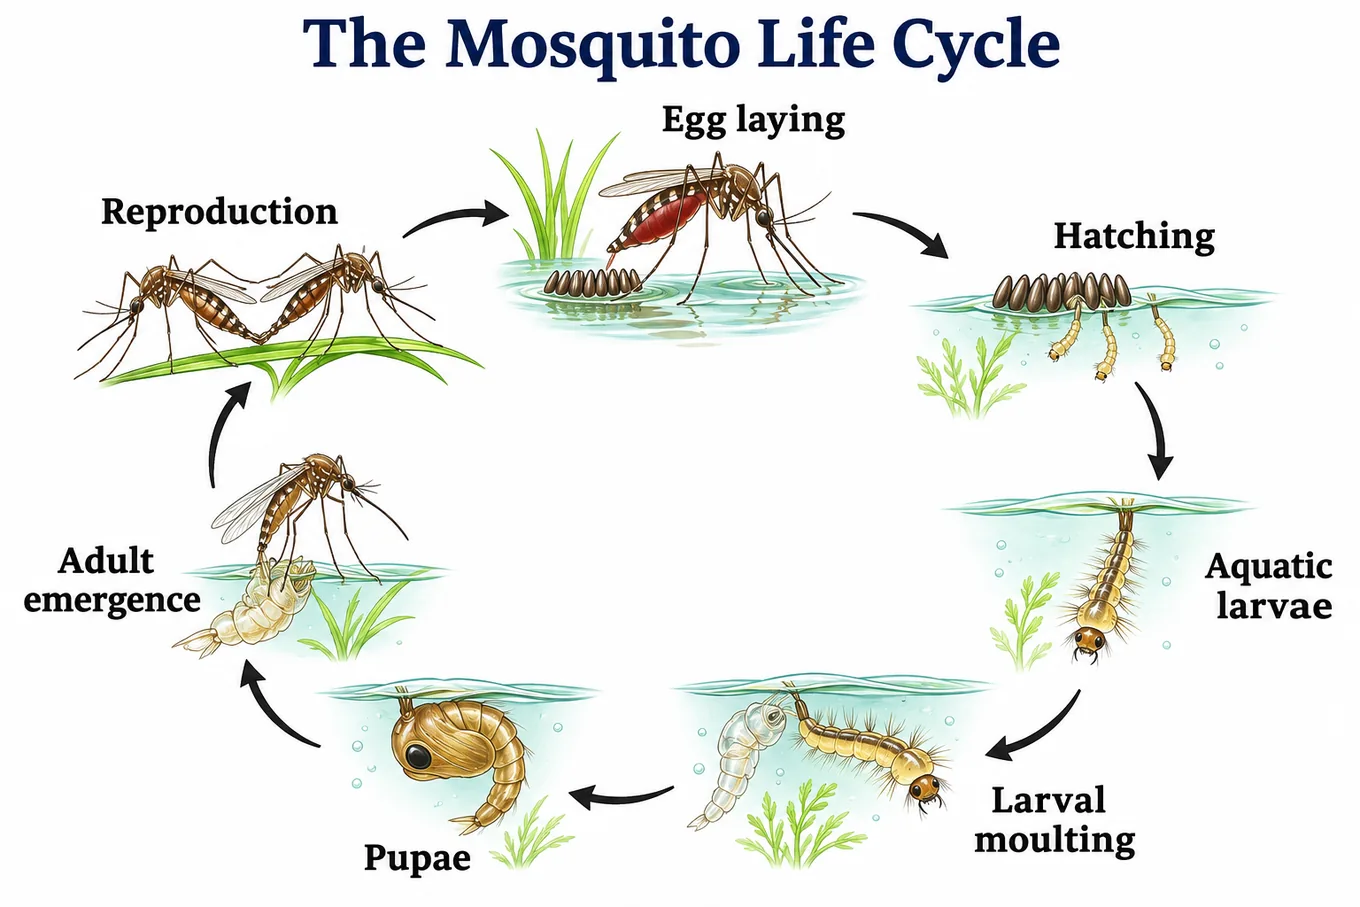 The Mosquito Life Cycle
Egg laying
Reproduction
Hatching
Adult
emergence
Aquatic
larvae
Larval
moulting
Pupae